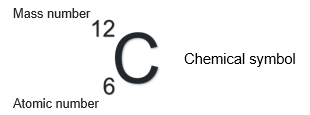 Mass number
12
C
Chemical symbol
6
Atomic number